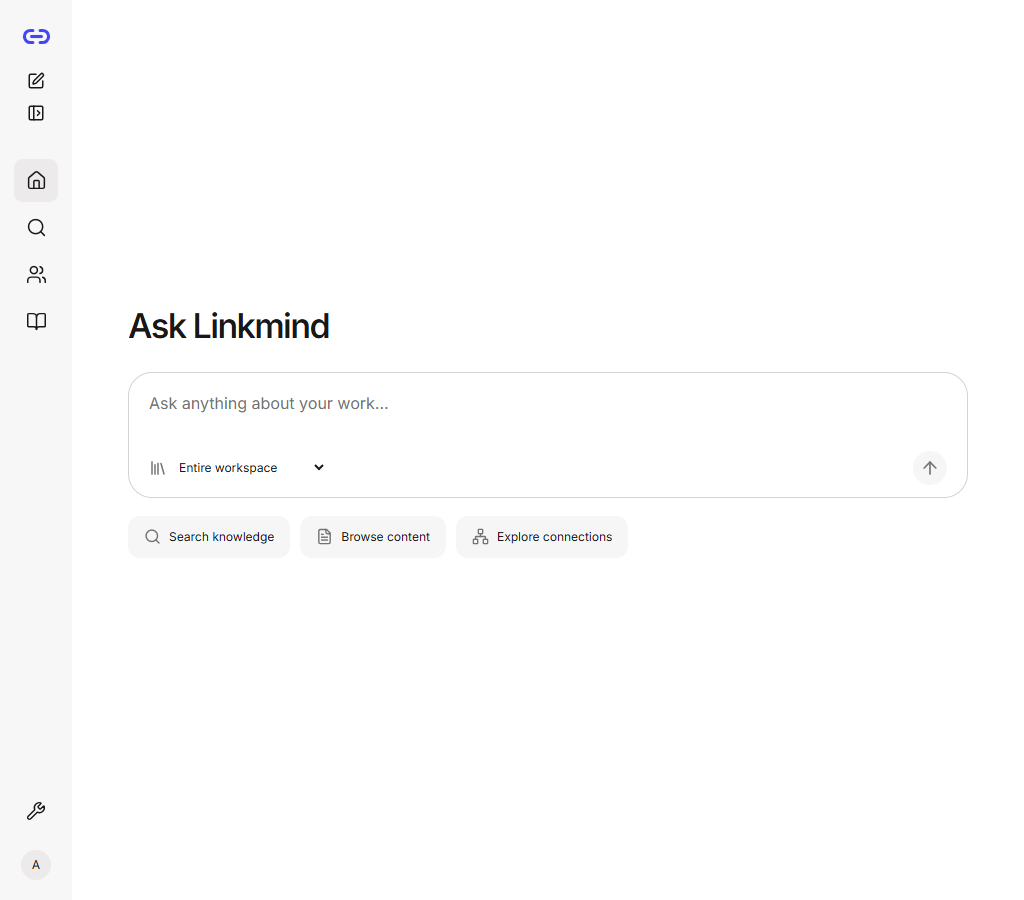 Ask Linkmind
Ask anything about your work...
Entire workspace
Search knowledge
Browse content
Explore connections
A